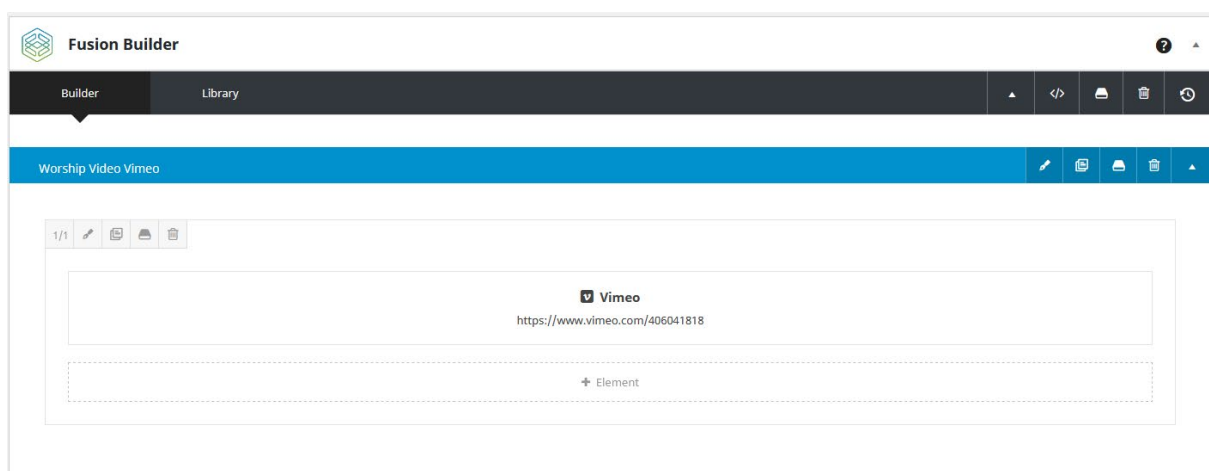 Fusion Builder
Builder Library
Worship Video Vimeo
1/1
Vimeo
https://www.vimeo.com/406041818
+ Element